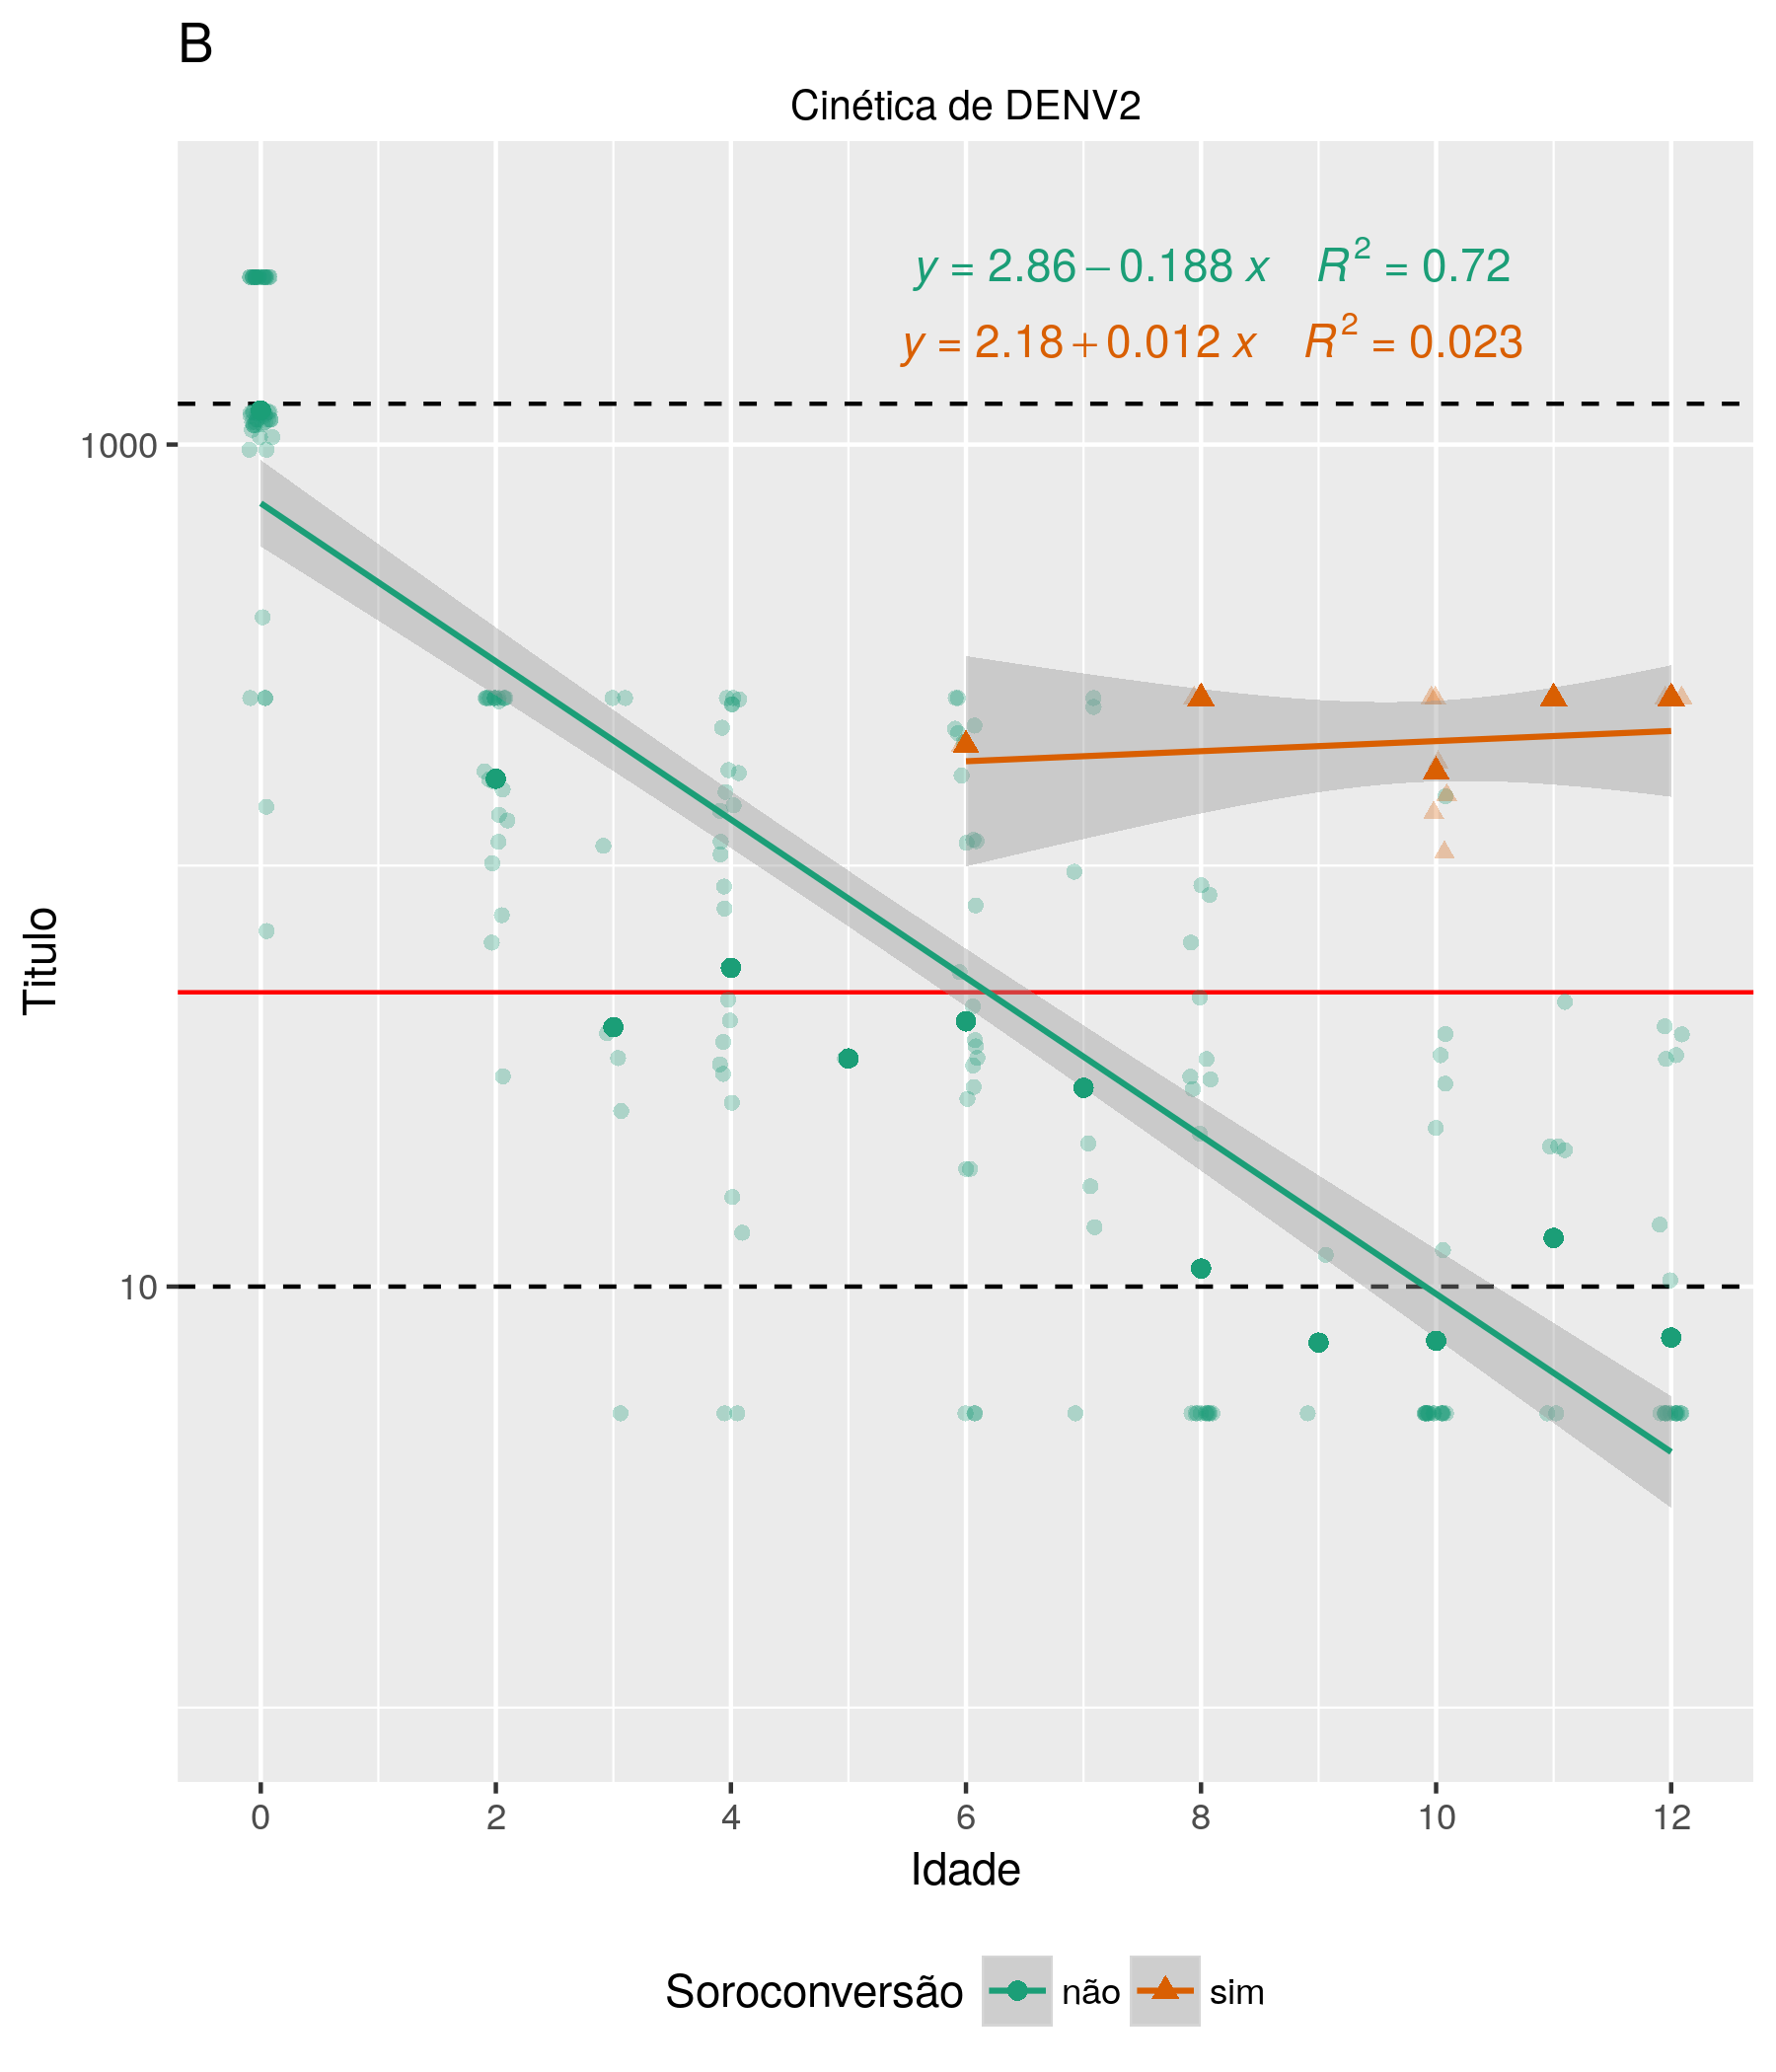 B
Cinética de DENV2
y = 2.86 − 0.188 x R² = 0.72
y = 2.18 + 0.012 x R² = 0.023
1000
10
Titulo
0 2 4 6 8 10 12
Idade
Soroconversão não sim